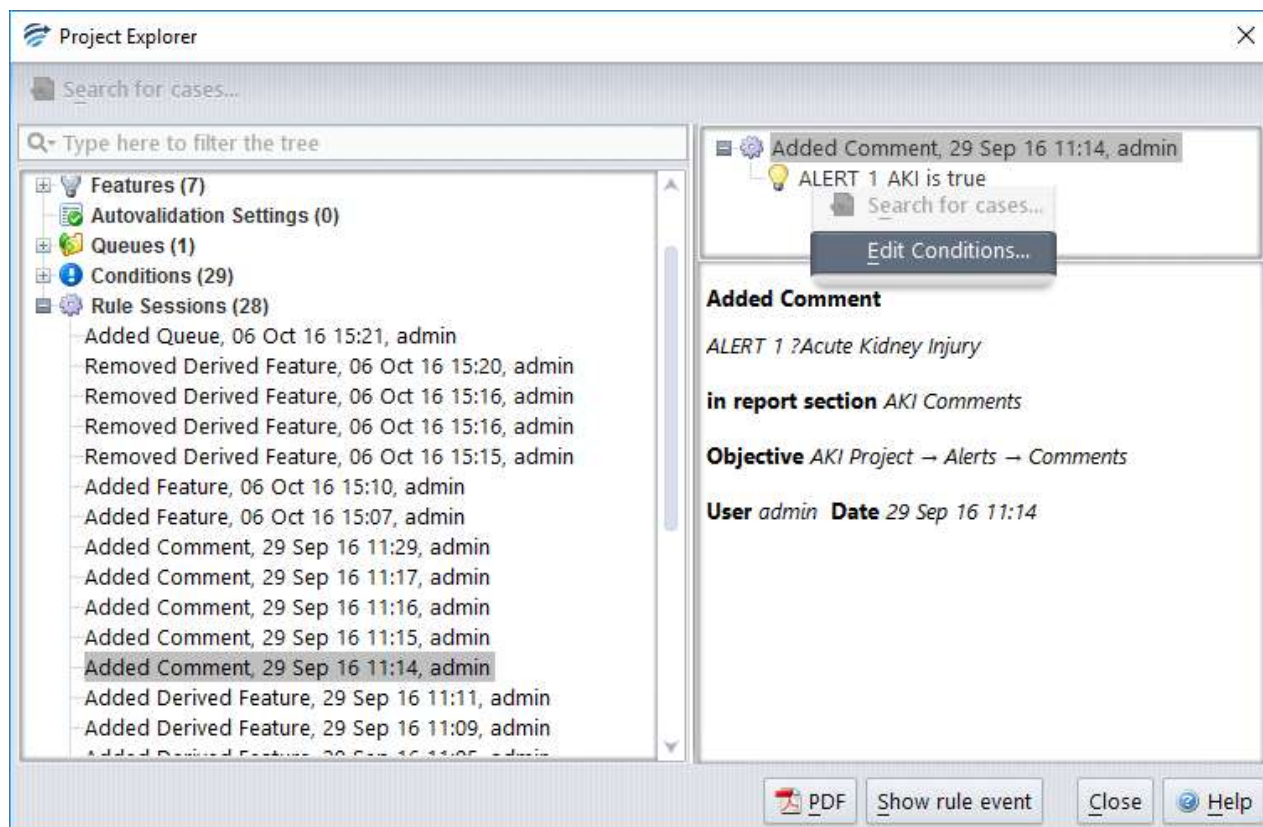 Project Explorer
Search for cases...
Type here to filter the tree
Features (7)
Autovalidation Settings (0)
Queues (1)
Conditions (29)
Rule Sessions (28)
Added Queue, 06 Oct 16 15:21, admin
Removed Derived Feature, 06 Oct 16 15:20, admin
Removed Derived Feature, 06 Oct 16 15:16, admin
Removed Derived Feature, 06 Oct 16 15:16, admin
Removed Derived Feature, 06 Oct 16 15:15, admin
Added Feature, 06 Oct 16 15:10, admin
Added Feature, 06 Oct 16 15:07, admin
Added Comment, 29 Sep 16 11:29, admin
Added Comment, 29 Sep 16 11:17, admin
Added Comment, 29 Sep 16 11:16, admin
Added Comment, 29 Sep 16 11:15, admin
Added Comment, 29 Sep 16 11:14, admin
Added Derived Feature, 29 Sep 16 11:11, admin
Added Derived Feature, 29 Sep 16 11:09, admin
Added Derived Feature, 29 Sep 16 11:05, admin
Added Comment, 29 Sep 16 11:14, admin
ALERT 1 AKI is true
Search for cases...
Edit Conditions...
Added Comment
ALERT 1 ?Acute Kidney Injury
in report section AKI Comments
Objective AKI Project → Alerts → Comments
User admin Date 29 Sep 16 11:14
PDF
Show rule event
Close
Help